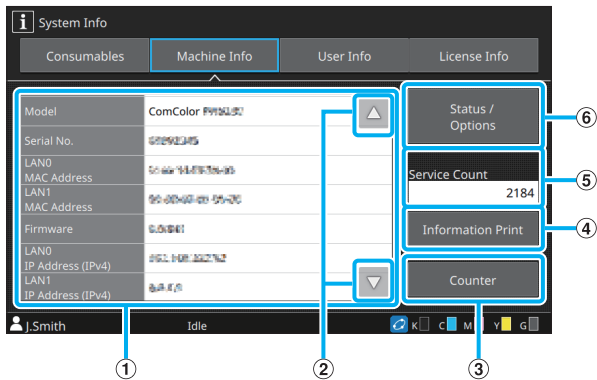 i System Info
Consumables Machine Info User Info License Info
Model ComColor
Serial No.
LAN0
MAC Address
LAN1
MAC Address
Firmware
LAN0
IP Address (IPv4)
LAN1
IP Address (IPv4)
Status /
Options
Service Count
2184
Information Print
Counter
J.Smith Idle K C M Y G
6
5
4
1 2 3